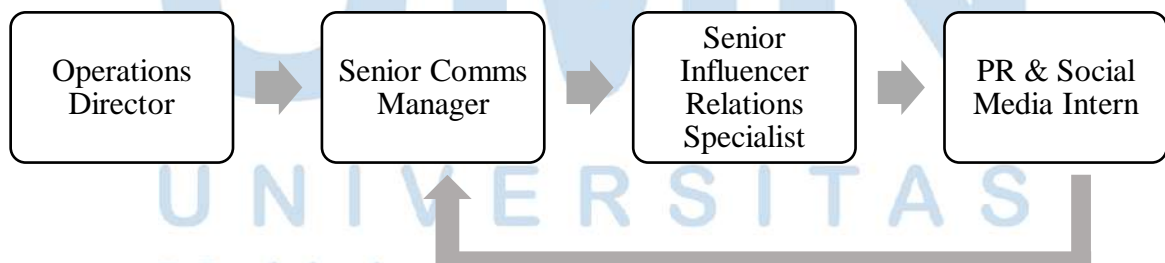 Operations
Director
Senior Comms
Manager
Senior
Influencer
Relations
Specialist
PR & Social
Media Intern
UNIVERSITAS